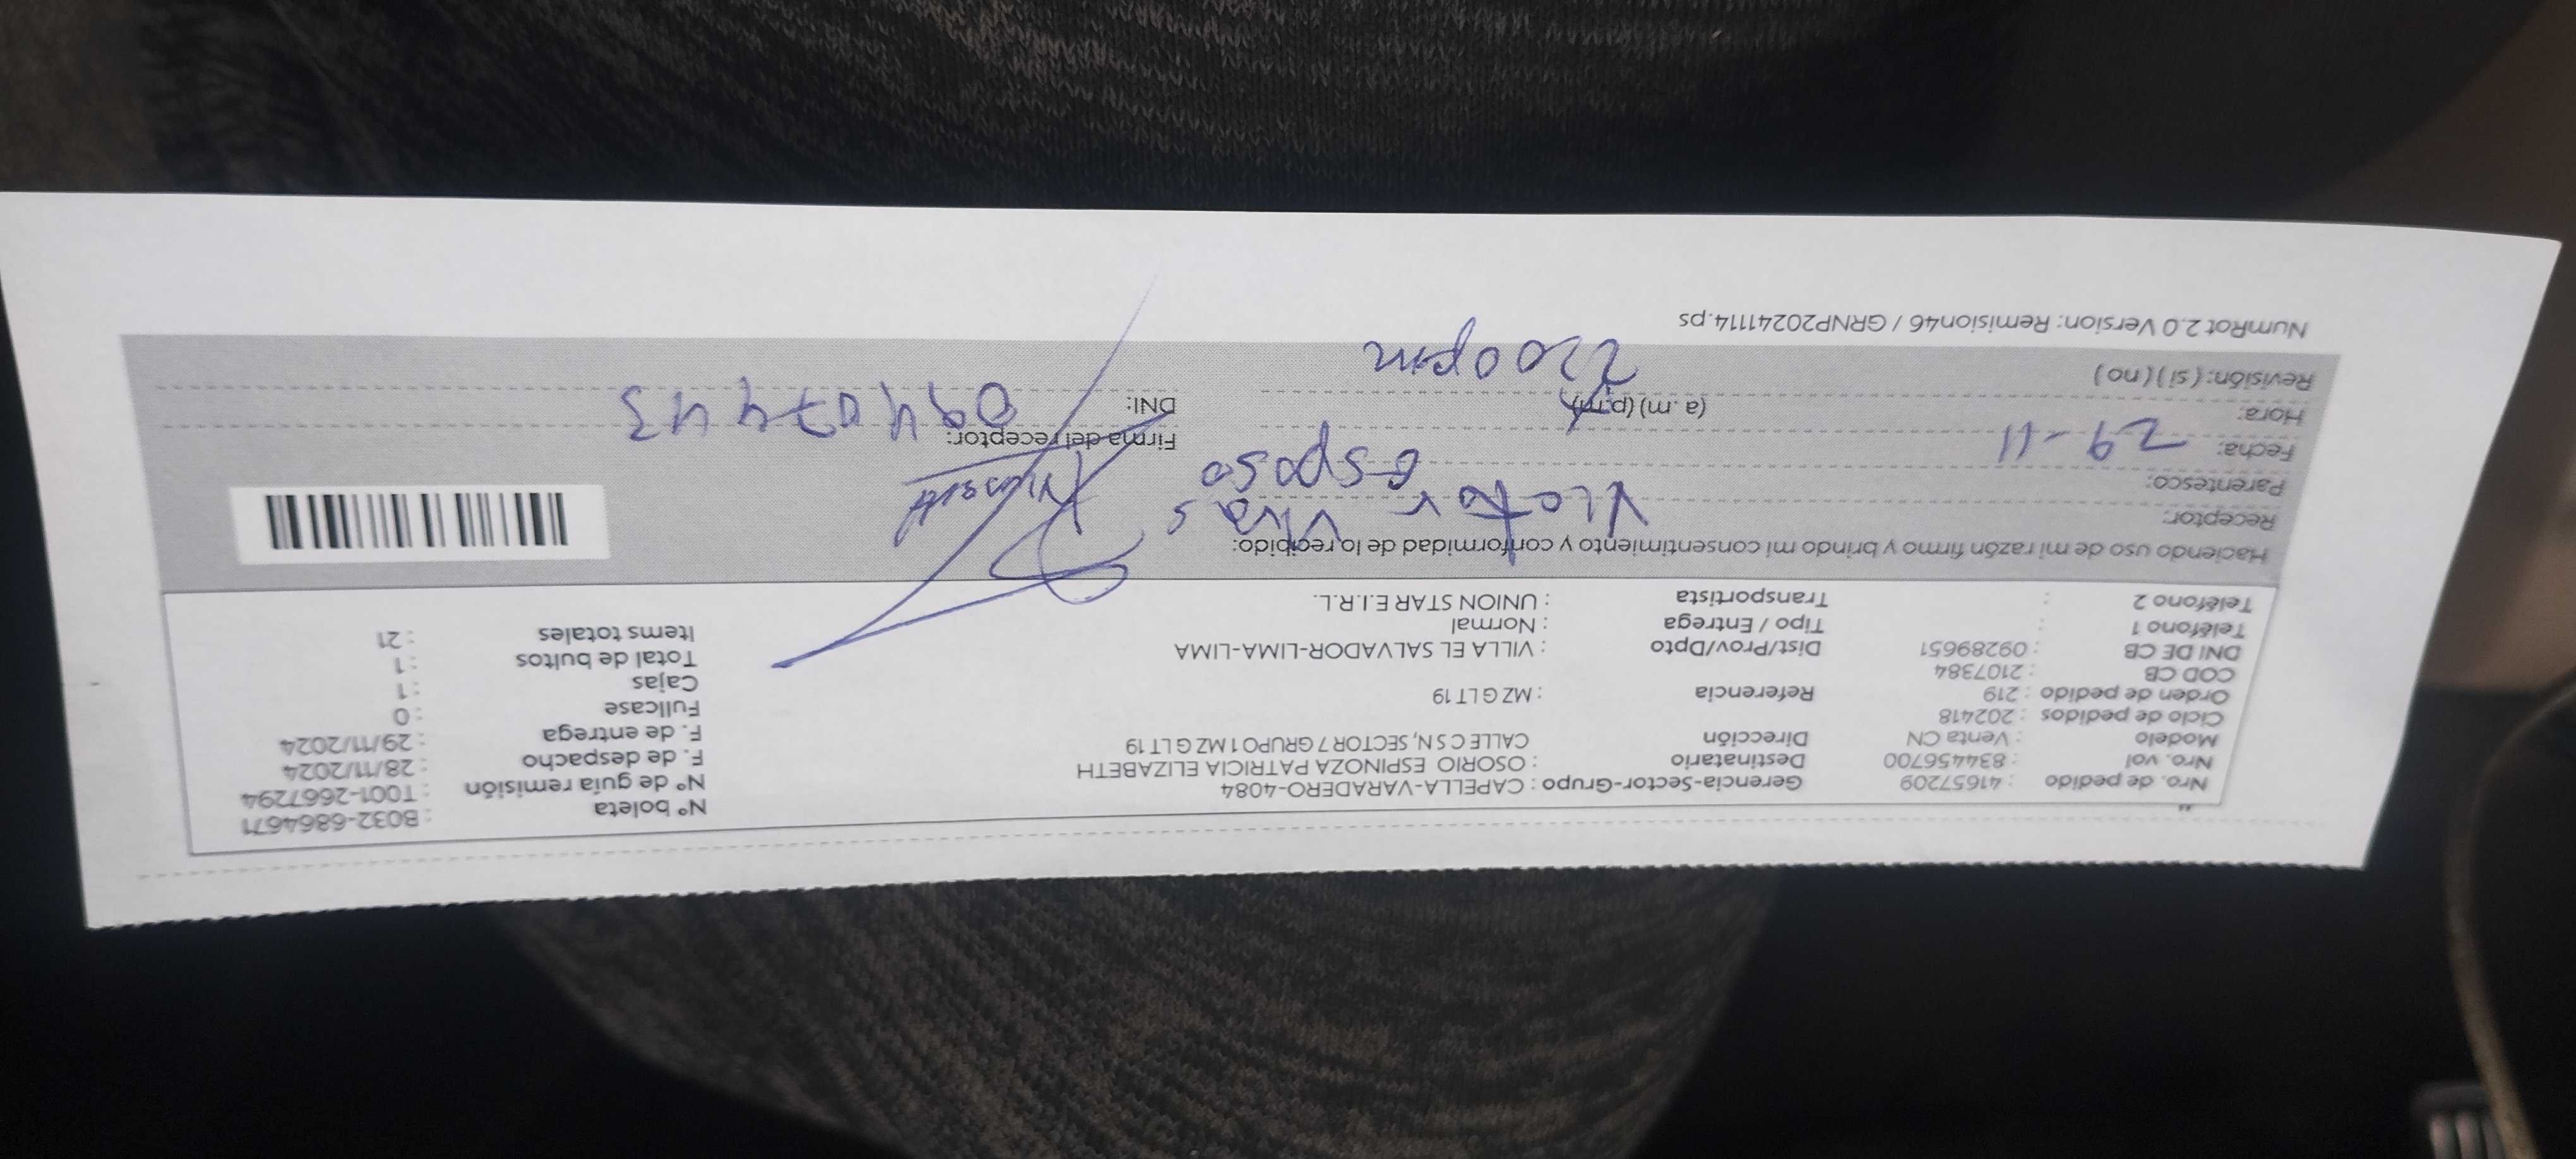 Nro. de pedido : 41657209 Gerencia-Sector-Grupo : CAPELLA-VARADERO-4084 N° boleta : B032-6864671
Nro. vol : 834456700 Destinatario : OSORIO ESPINOZA PATRICIA ELIZABETH N° de guía remisión : T001-2667294
Modelo : Venta CN Dirección CALLE C S N, SECTOR 7 GRUPO 1 MZ G LT 19 F. de despacho : 28/11/2024
Ciclo de pedidos : 202418 F. de entrega : 29/11/2024
Orden de pedido : 219 Referencia : MZ G LT 19 Fullcase : 0
COD CB : 2107384 Cajas : 1
DNI DE CB : 09289651 Dist/Prov/Dpto : VILLA EL SALVADOR-LIMA-LIMA Total de bultos : 1
Teléfono 1 : Tipo / Entrega : Normal Items totales : 21
Teléfono 2 : Transportista : UNION STAR E.I.R.L.
Haciendo uso de mi razón firmo y brindo mi consentimiento y conformidad de lo recibido:
Receptor: Victor Vivas
Parentesco: esposo
Fecha: 29-11 Firma del receptor:
Hora: (a.m.) (p.m) DNI: 09407443
Revisión: ( si ) ( no ) 2:00pm
NumRot 2.0 Version: Remision46 / GRNP20241114.ps